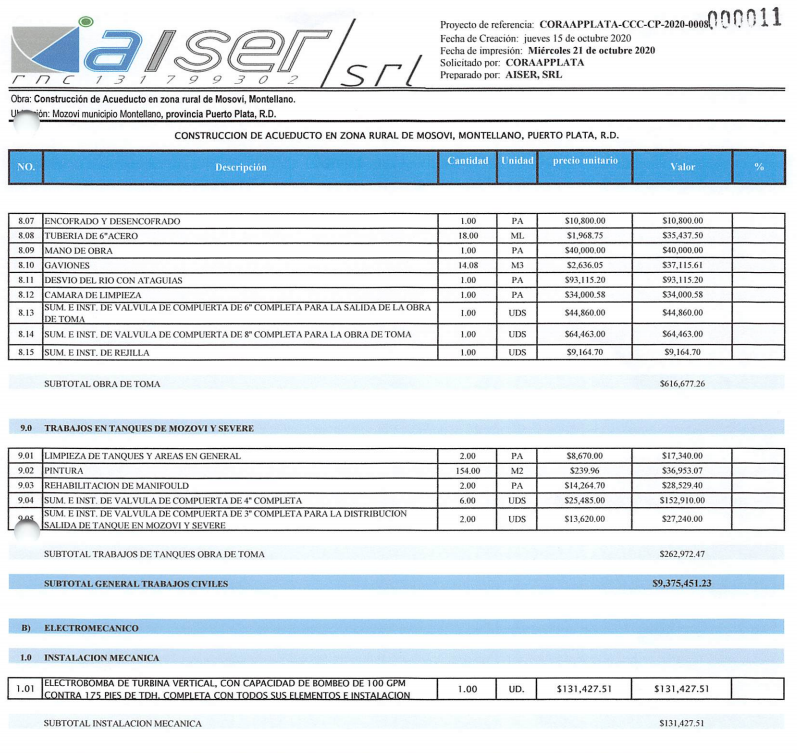 000011
aiser/srl
rnc 131799302
Proyecto de referencia: CORAAPPLATA-CCC-CP-2020-0008
Fecha de Creación: jueves 15 de octubre 2020
Fecha de impresión: Miércoles 21 de octubre 2020
Solicitado por: CORAAPPLATA
Preparado por: AISER, SRL
Obra: Construcción de Acueducto en zona rural de Mosoví, Montellano.
Mozovi municipio Montellano, provincia Puerto Plata, R.D.
CONSTRUCCION DE ACUEDUCTO EN ZONA RURAL DE MOSOVI, MONTELLANO, PUERTO PLATA, R.D.
NO. Descripción Cantidad Unidad precio unitario Valor %
8.07 ENCOFRADO Y DESENCOFRADO 1.00 PA $10,800.00 $10,800.00
8.08 TUBERIA DE 6"ACERO 18.00 ML $1,968.75 $35,437.50
8.09 MANO DE OBRA 1.00 PA $40,000.00 $40,000.00
8.10 GAVIONES 14.08 M3 $2,636.05 $37,115.61
8.11 DESVIO DEL RIO CON ATAGUIAS 1.00 PA $93,115.20 $93,115.20
8.12 CAMARA DE LIMPIEZA 1.00 PA $34,000.58 $34,000.58
8.13 SUM. E INST. DE VALVULA DE COMPUERTA DE 6" COMPLETA PARA LA SALIDA DE LA OBRA
DE TOMA 1.00 UDS $44,860.00 $44,860.00
8.14 SUM. E INST. DE VALVULA DE COMPUERTA DE 8" COMPLETA PARA LA OBRA DE TOMA 1.00 UDS $64,463.00 $64,463.00
8.15 SUM. E INST. DE REJILLA 1.00 UDS $9,164.70 $9,164.70
SUBTOTAL OBRA DE TOMA $616,677.26
9.0 TRABAJOS EN TANQUES DE MOZOVI Y SEVERE
9.01 LIMPIEZA DE TANQUES Y AREAS EN GENERAL 2.00 PA $8,670.00 $17,340.00
9.02 PINTURA 154.00 M2 $239.96 $36,953.07
9.03 REHABILITACION DE MANIFOULD 2.00 PA $14,264.70 $28,529.40
9.04 SUM. E INST. DE VALVULA DE COMPUERTA DE 4" COMPLETA 6.00 UDS $25,485.00 $152,910.00
9.05 SUM. E INST. DE VALVULA DE COMPUERTA DE 3" COMPLETA PARA LA DISTRIBUCION
SALIDA DE TANQUE EN MOZOVI Y SEVERE 2.00 UDS $13,620.00 $27,240.00
SUBTOTAL TRABAJOS DE TANQUES OBRA DE TOMA $262,972.47
SUBTOTAL GENERAL TRABAJOS CIVILES $9,375,451.23
B) ELECTROMECANICO
1.0 INSTALACION MECANICA
1.01 ELECTROBOMBA DE TURBINA VERTICAL, CON CAPACIDAD DE BOMBEO DE 100 GPM
CONTRA 175 PIES DE TDH. COMPLETA CON TODOS SUS ELEMENTOS E INSTALACION 1.00 UD. $131,427.51 $131,427.51
SUBTOTAL INSTALACION MECANICA $131,427.51